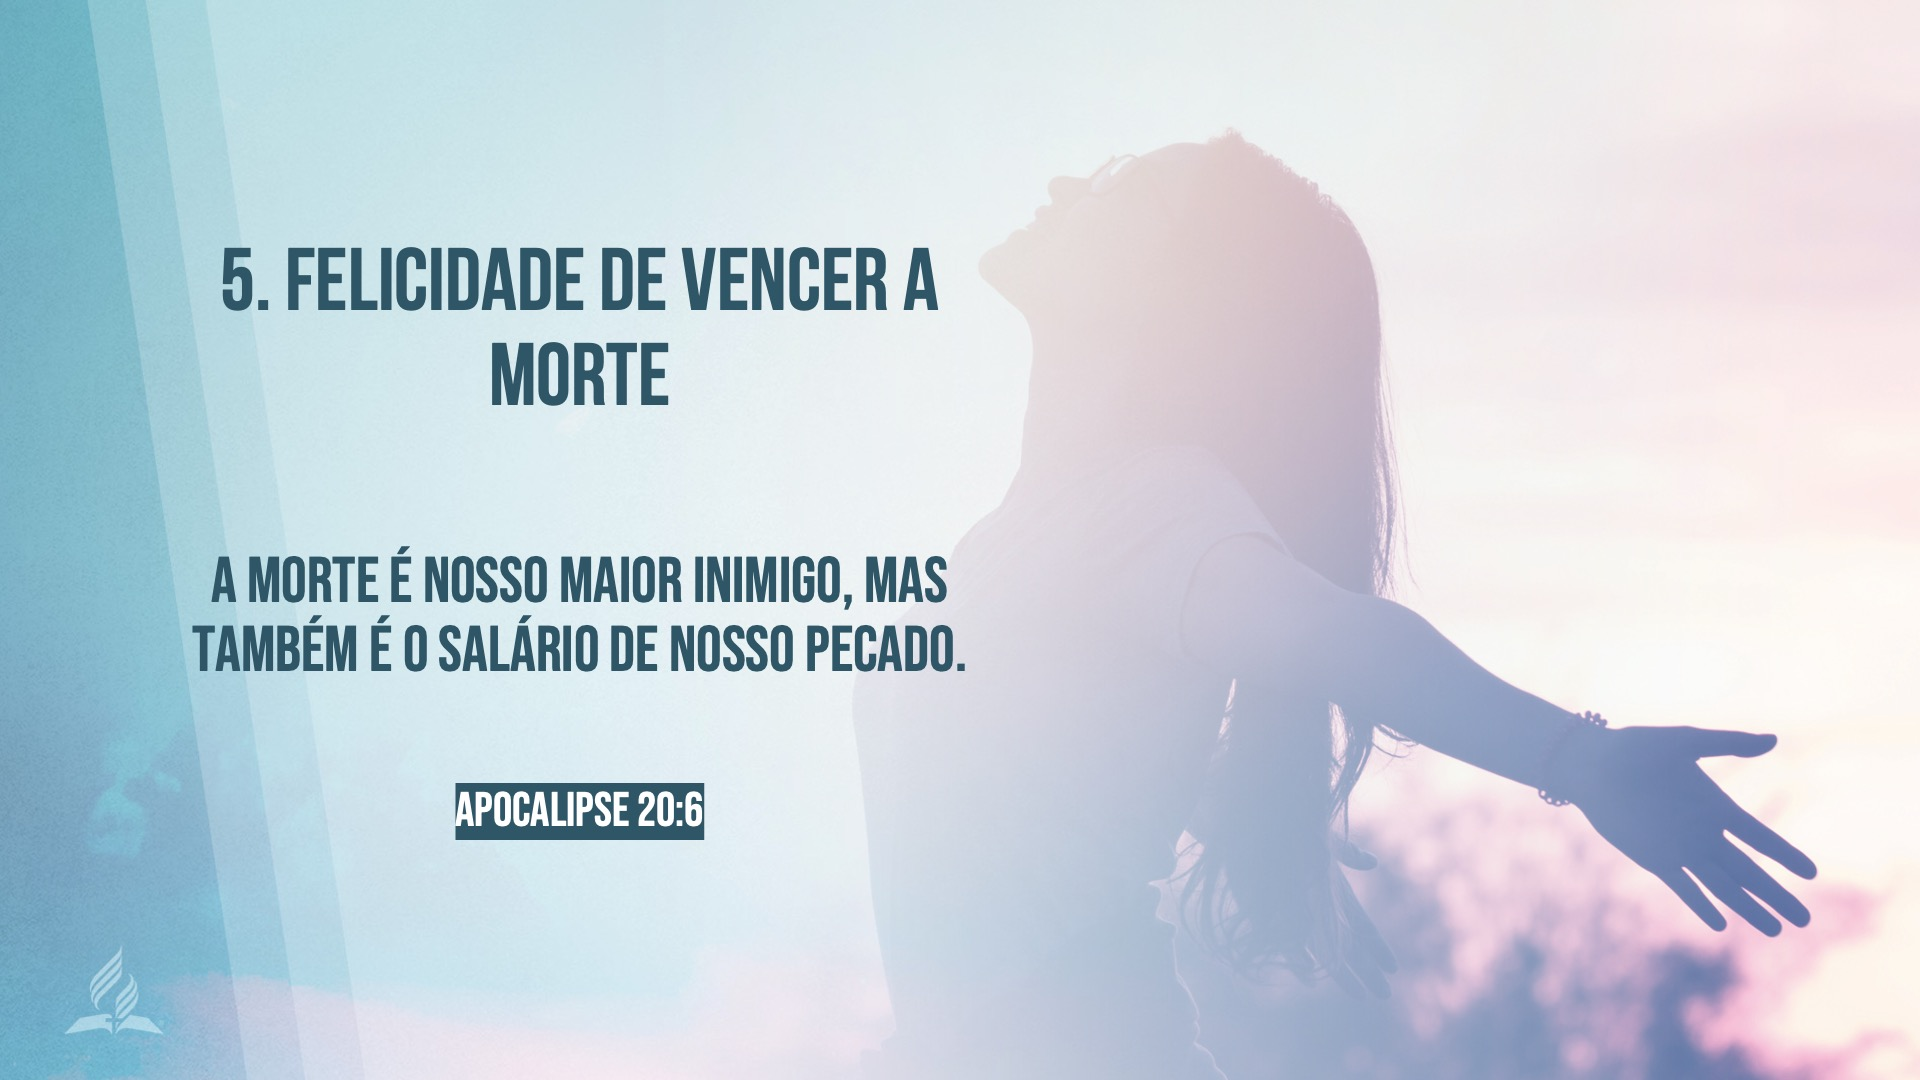 5. FELICIDADE DE VENCER A
MORTE
A MORTE É NOSSO MAIOR INIMIGO, MAS
TAMBÉM É O SALÁRIO DE NOSSO PECADO.
APOCALIPSE 20:6